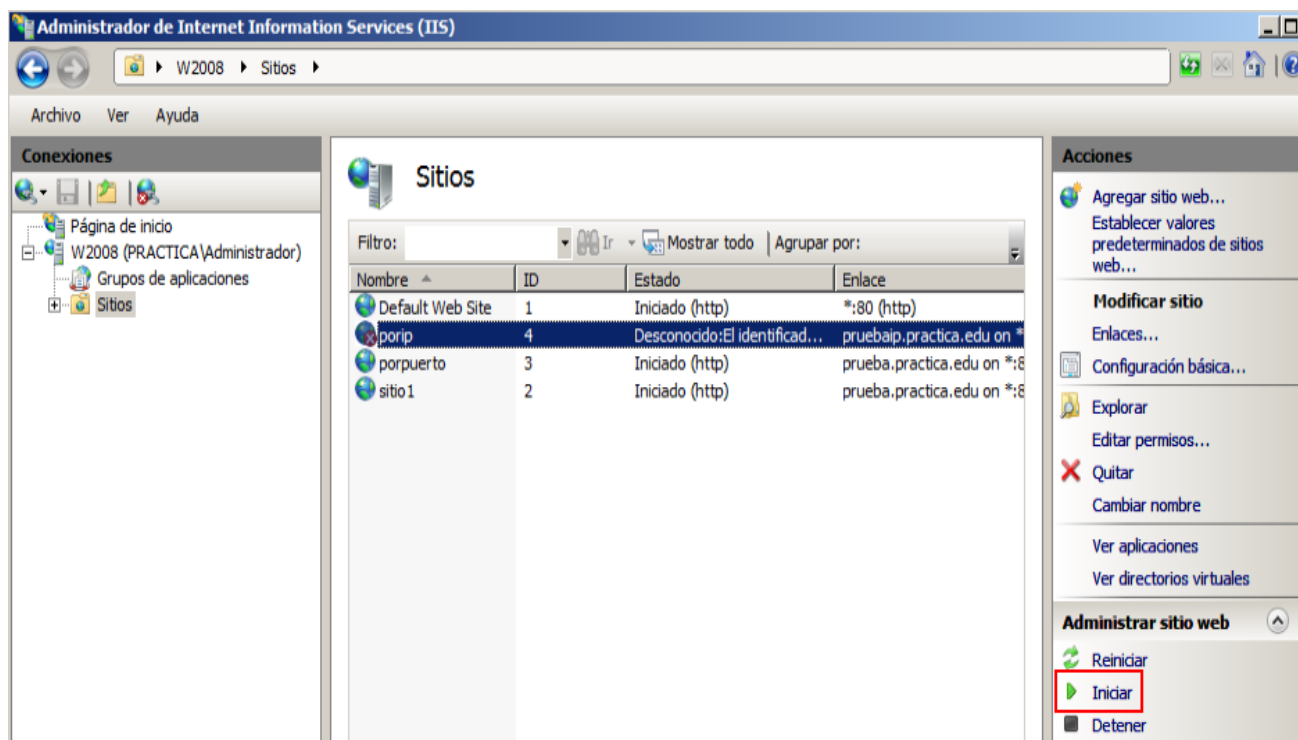 Administrador de Internet Information Services (IIS)
W2008 Sitios
Archivo Ver Ayuda
Conexiones
Página de inicio
W2008 (PRACTICA\Administrador)
Grupos de aplicaciones
Sitios
Sitios
Filtro: Ir Mostrar todo Agrupar por:
Nombre ID Estado Enlace
Default Web Site 1 Iniciado (http) *:80 (http)
porip 4 Desconocido:El identificad... pruebaip.practica.edu on *
porpuerto 3 Iniciado (http) prueba.practica.edu on *:8
sitio1 2 Iniciado (http) prueba.practica.edu on *:8
Acciones
Agregar sitio web...
Establecer valores
predeterminados de sitios
web...
Modificar sitio
Enlaces...
Configuración básica...
Explorar
Editar permisos...
Quitar
Cambiar nombre
Ver aplicaciones
Ver directorios virtuales
Administrar sitio web
Reiniciar
Iniciar
Detener